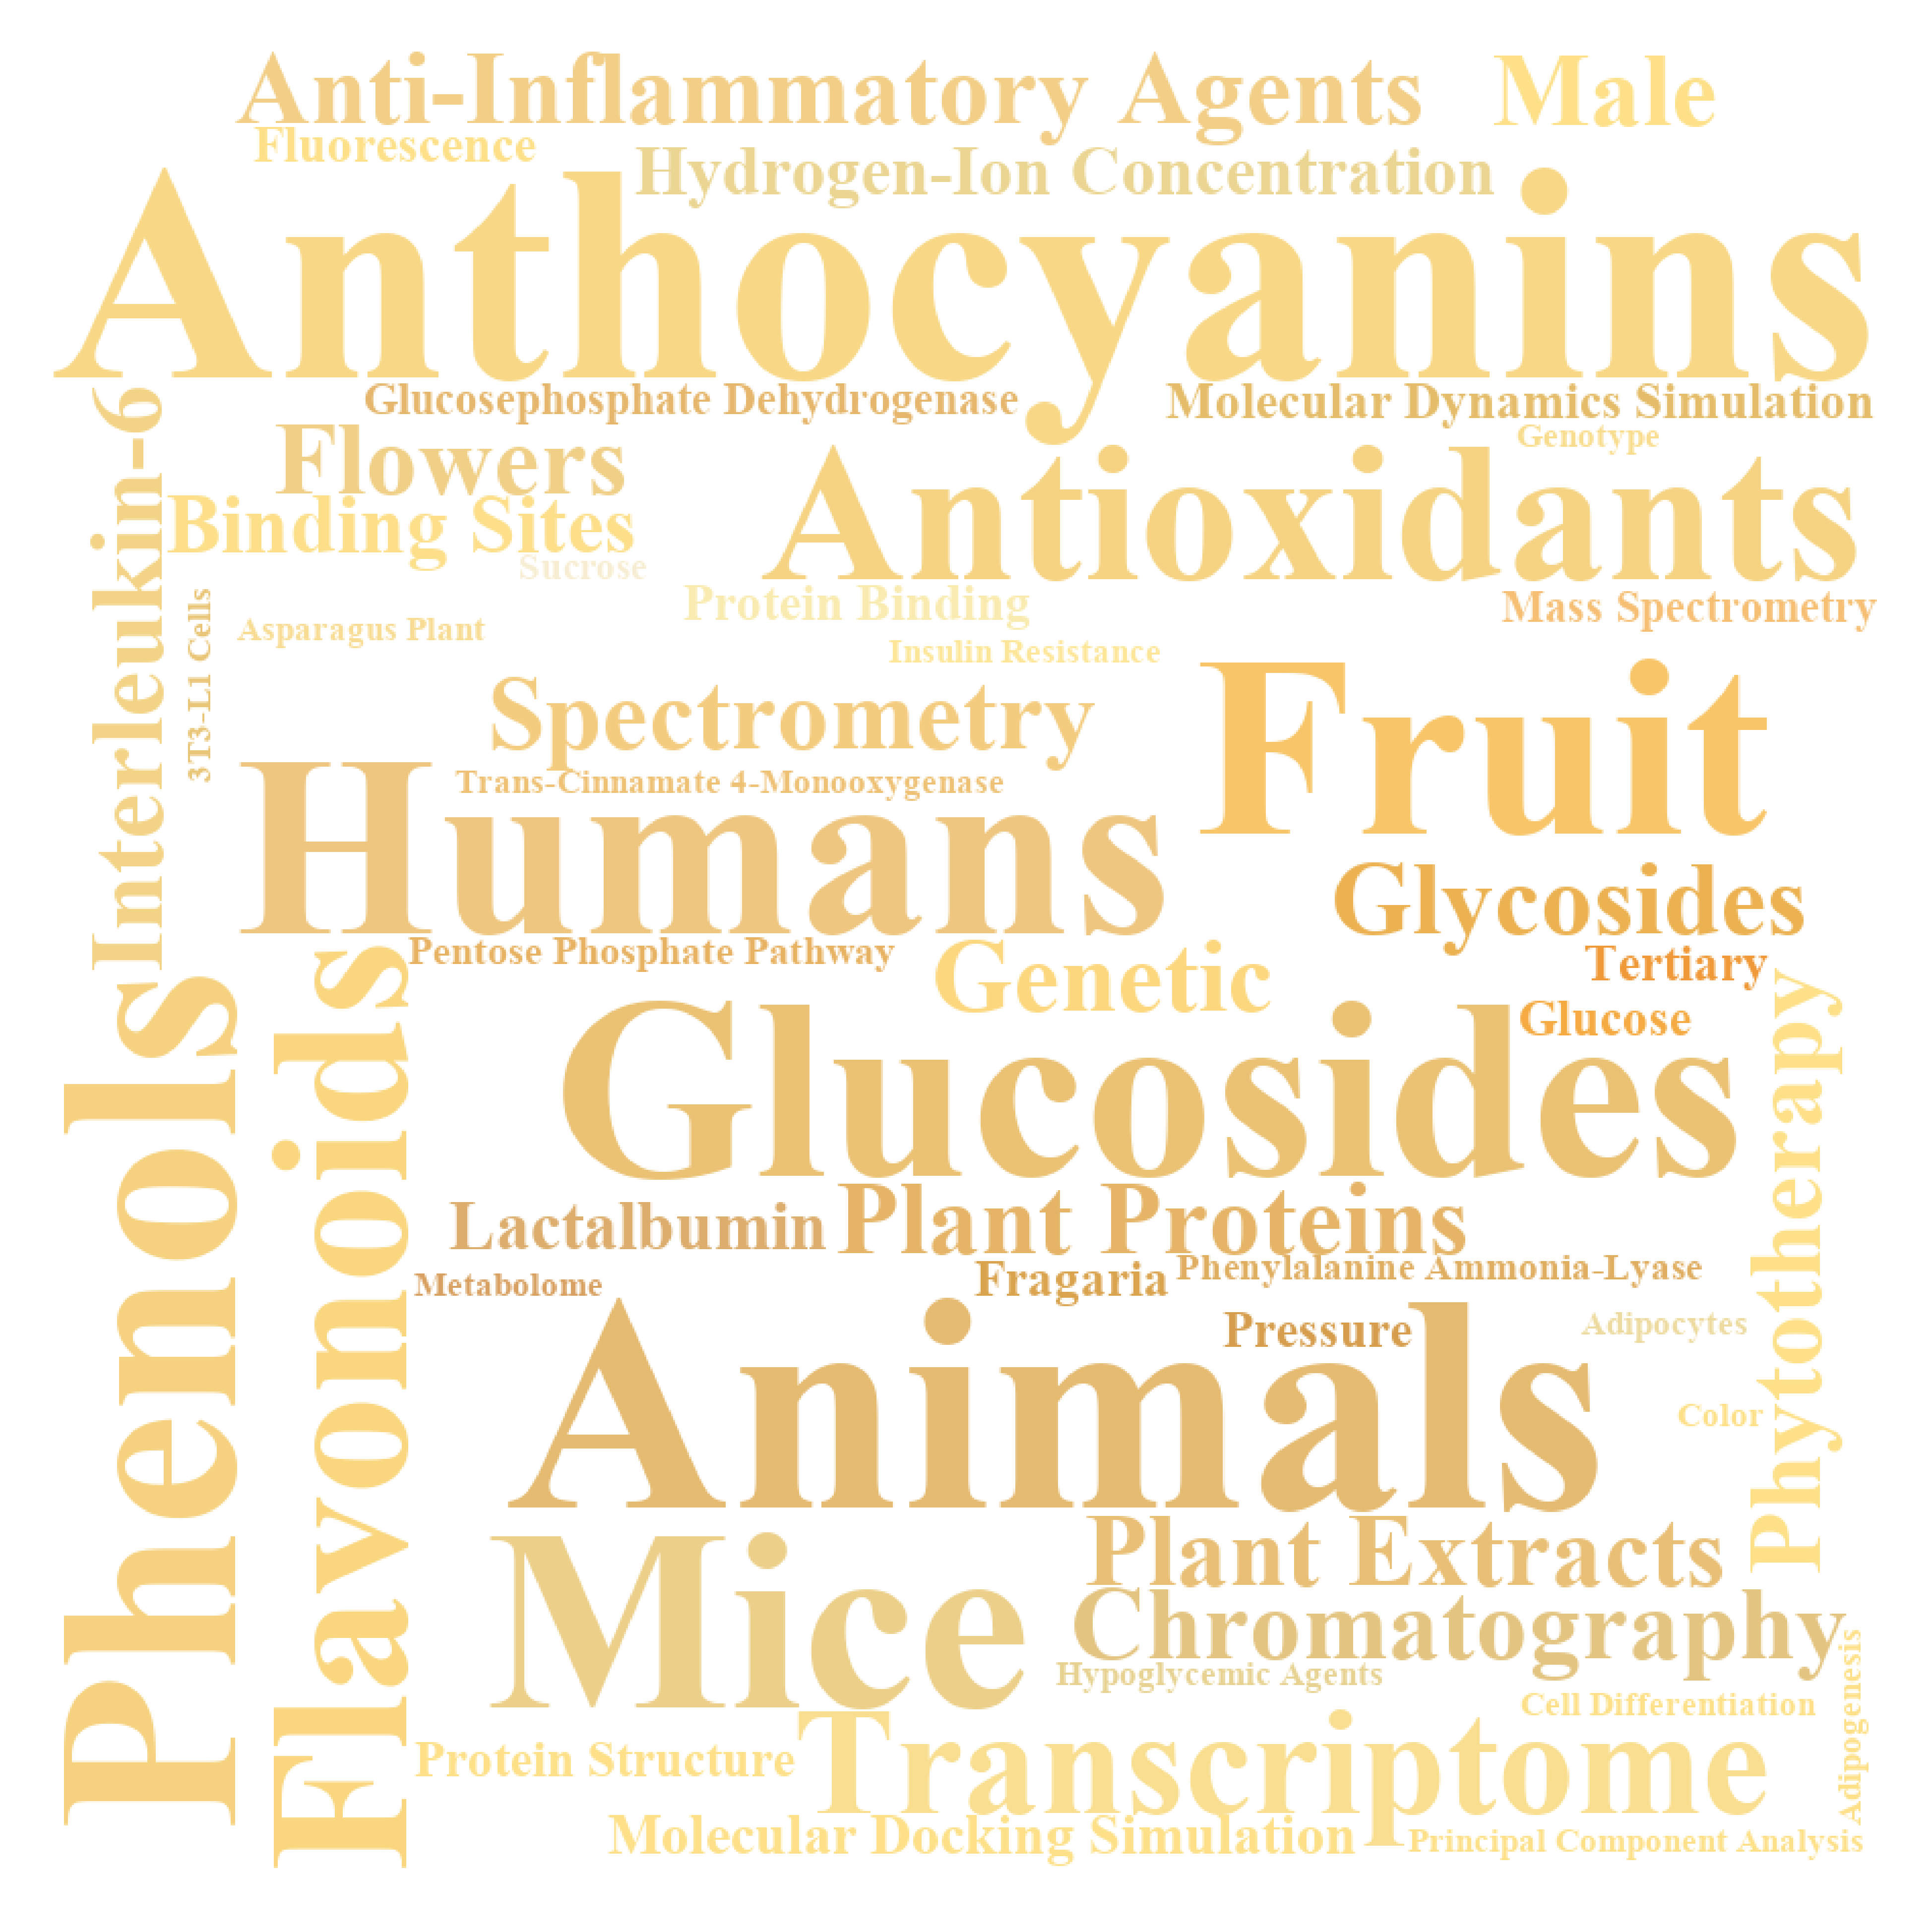 Anti-Inflammatory Agents
Male
Fluorescence
Hydrogen-Ion Concentration
Anthocyanins
Glucosephosphate Dehydrogenase
Molecular Dynamics Simulation
Flowers
Genotype
Antioxidants
Binding Sites
Sucrose
Protein Binding
Mass Spectrometry
Interleukin-6
3T3-L1 Cells
Asparagus Plant
Insulin Resistance
Spectrometry
Fruit
Trans-Cinnamate 4-Monooxygenase
Humans
Glycosides
Pentose Phosphate Pathway
Genetic
Tertiary
Glucose
Phenols
Flavonoids
Glucosides
Phytotherapy
Lactalbumin
Plant Proteins
Metabolome
Fragaria
Phenylalanine Ammonia-Lyase
Pressure
Adipocytes
Animals
Color
Mice
Plant Extracts
Chromatography
Hypoglycemic Agents
Cell Differentiation
Adipogenesis
Protein Structure
Transcriptome
Molecular Docking Simulation
Principal Component Analysis